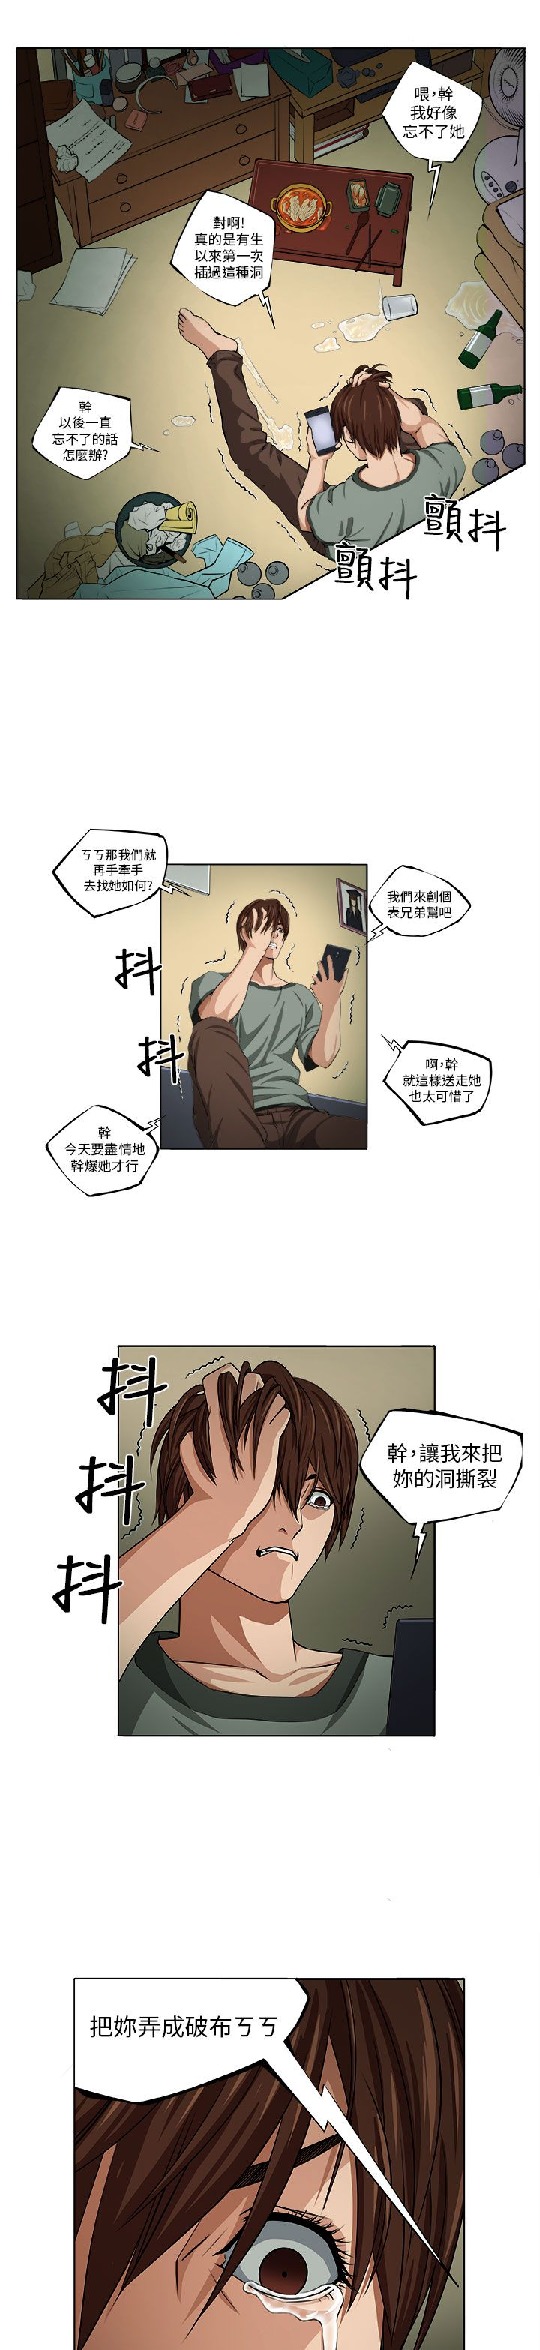 喂，幹
我好像
忘不了她
對啊！
真的是有生
以來第一次
插過這種洞
幹
以後一直
忘不了的話
怎麼辦？
顫抖
顫抖
ㄎㄎ那我們就
再手牽手
去找她如何？
我們來創個
表兄弟幫吧
抖
抖
啊，幹
就這樣送走她
也太可惜了
幹
今天要盡情地
幹爆她才行
抖
抖
抖
幹，讓我來把
妳的洞撕裂
把妳弄成破布ㄎㄎ